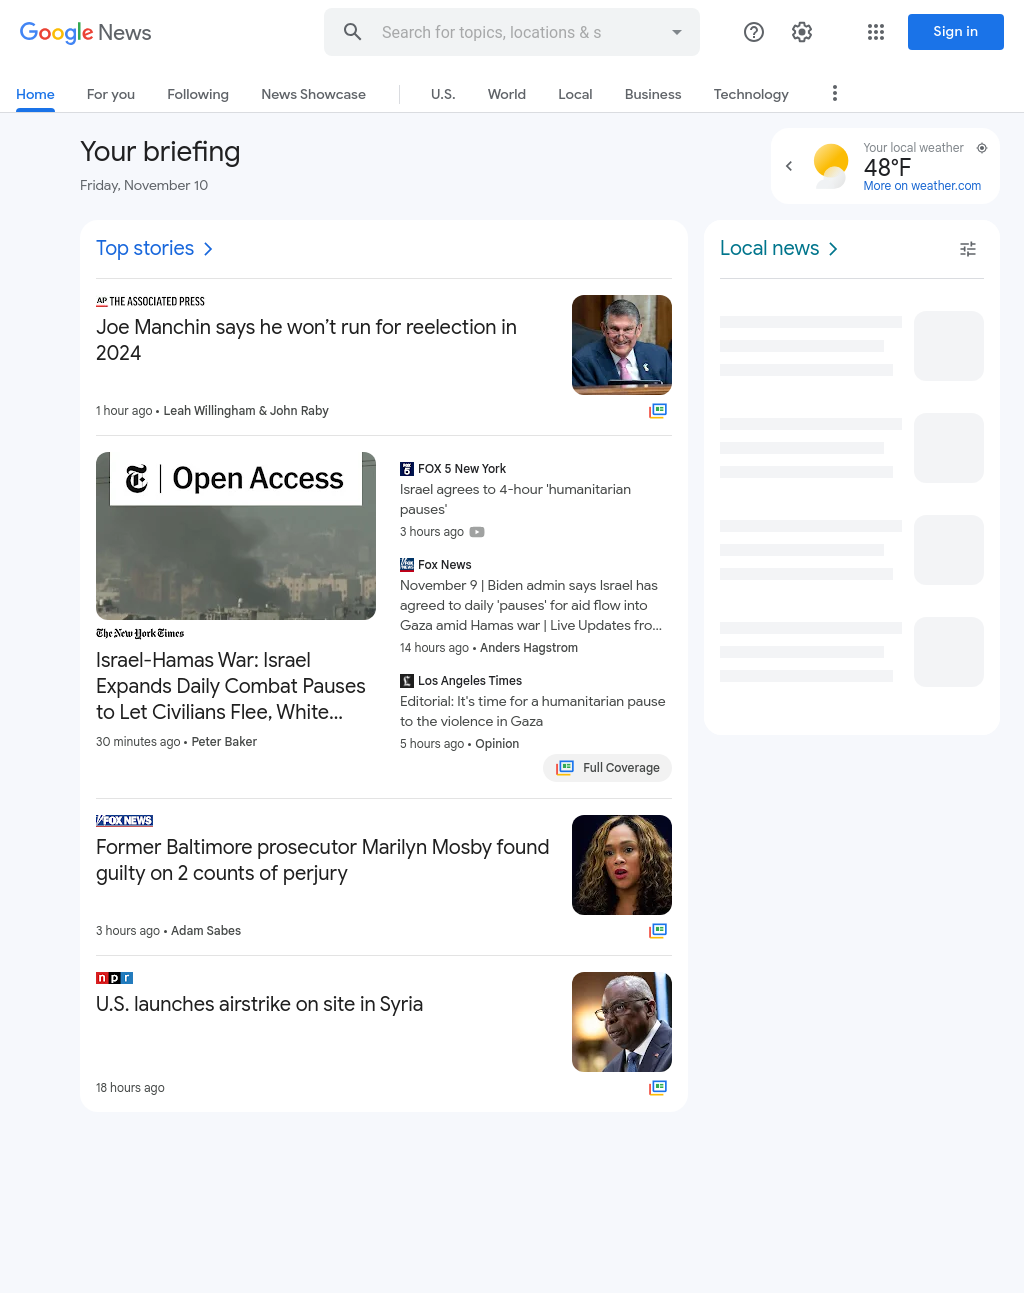 Google News
Search for topics, locations & s
Sign in
Home
For you
Following
News Showcase
U.S.
World
Local
Business
Technology
Your briefing
Friday, November 10
Your local weather
48°F
More on weather.com
Top stories
AP THE ASSOCIATED PRESS
Joe Manchin says he won’t run for reelection in
2024
1 hour ago • Leah Willingham & John Raby
Open Access
The New York Times
Israel-Hamas War: Israel
Expands Daily Combat Pauses
to Let Civilians Flee, White...
30 minutes ago • Peter Baker
FOX 5 New York
Israel agrees to 4-hour 'humanitarian
pauses'
3 hours ago
Fox News
November 9 | Biden admin says Israel has
agreed to daily 'pauses' for aid flow into
Gaza amid Hamas war | Live Updates fro...
14 hours ago • Anders Hagstrom
Los Angeles Times
Editorial: It's time for a humanitarian pause
to the violence in Gaza
5 hours ago • Opinion
Full Coverage
FOX NEWS
Former Baltimore prosecutor Marilyn Mosby found
guilty on 2 counts of perjury
3 hours ago • Adam Sabes
npr
U.S. launches airstrike on site in Syria
18 hours ago
Local news